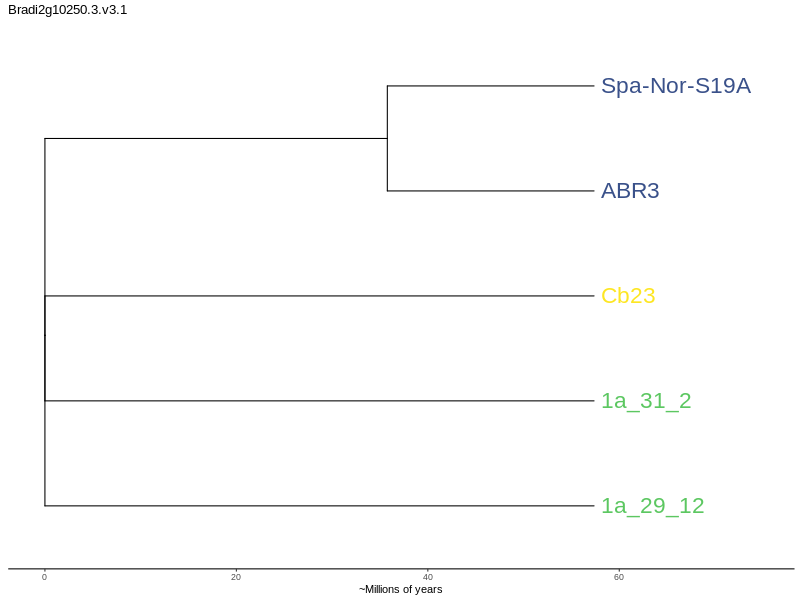 Bradi2g10250.3.v3.1
Spa-Nor-S19A
ABR3
Cb23
1a_31_2
1a_29_12
0 20 40 60
~Millions of years